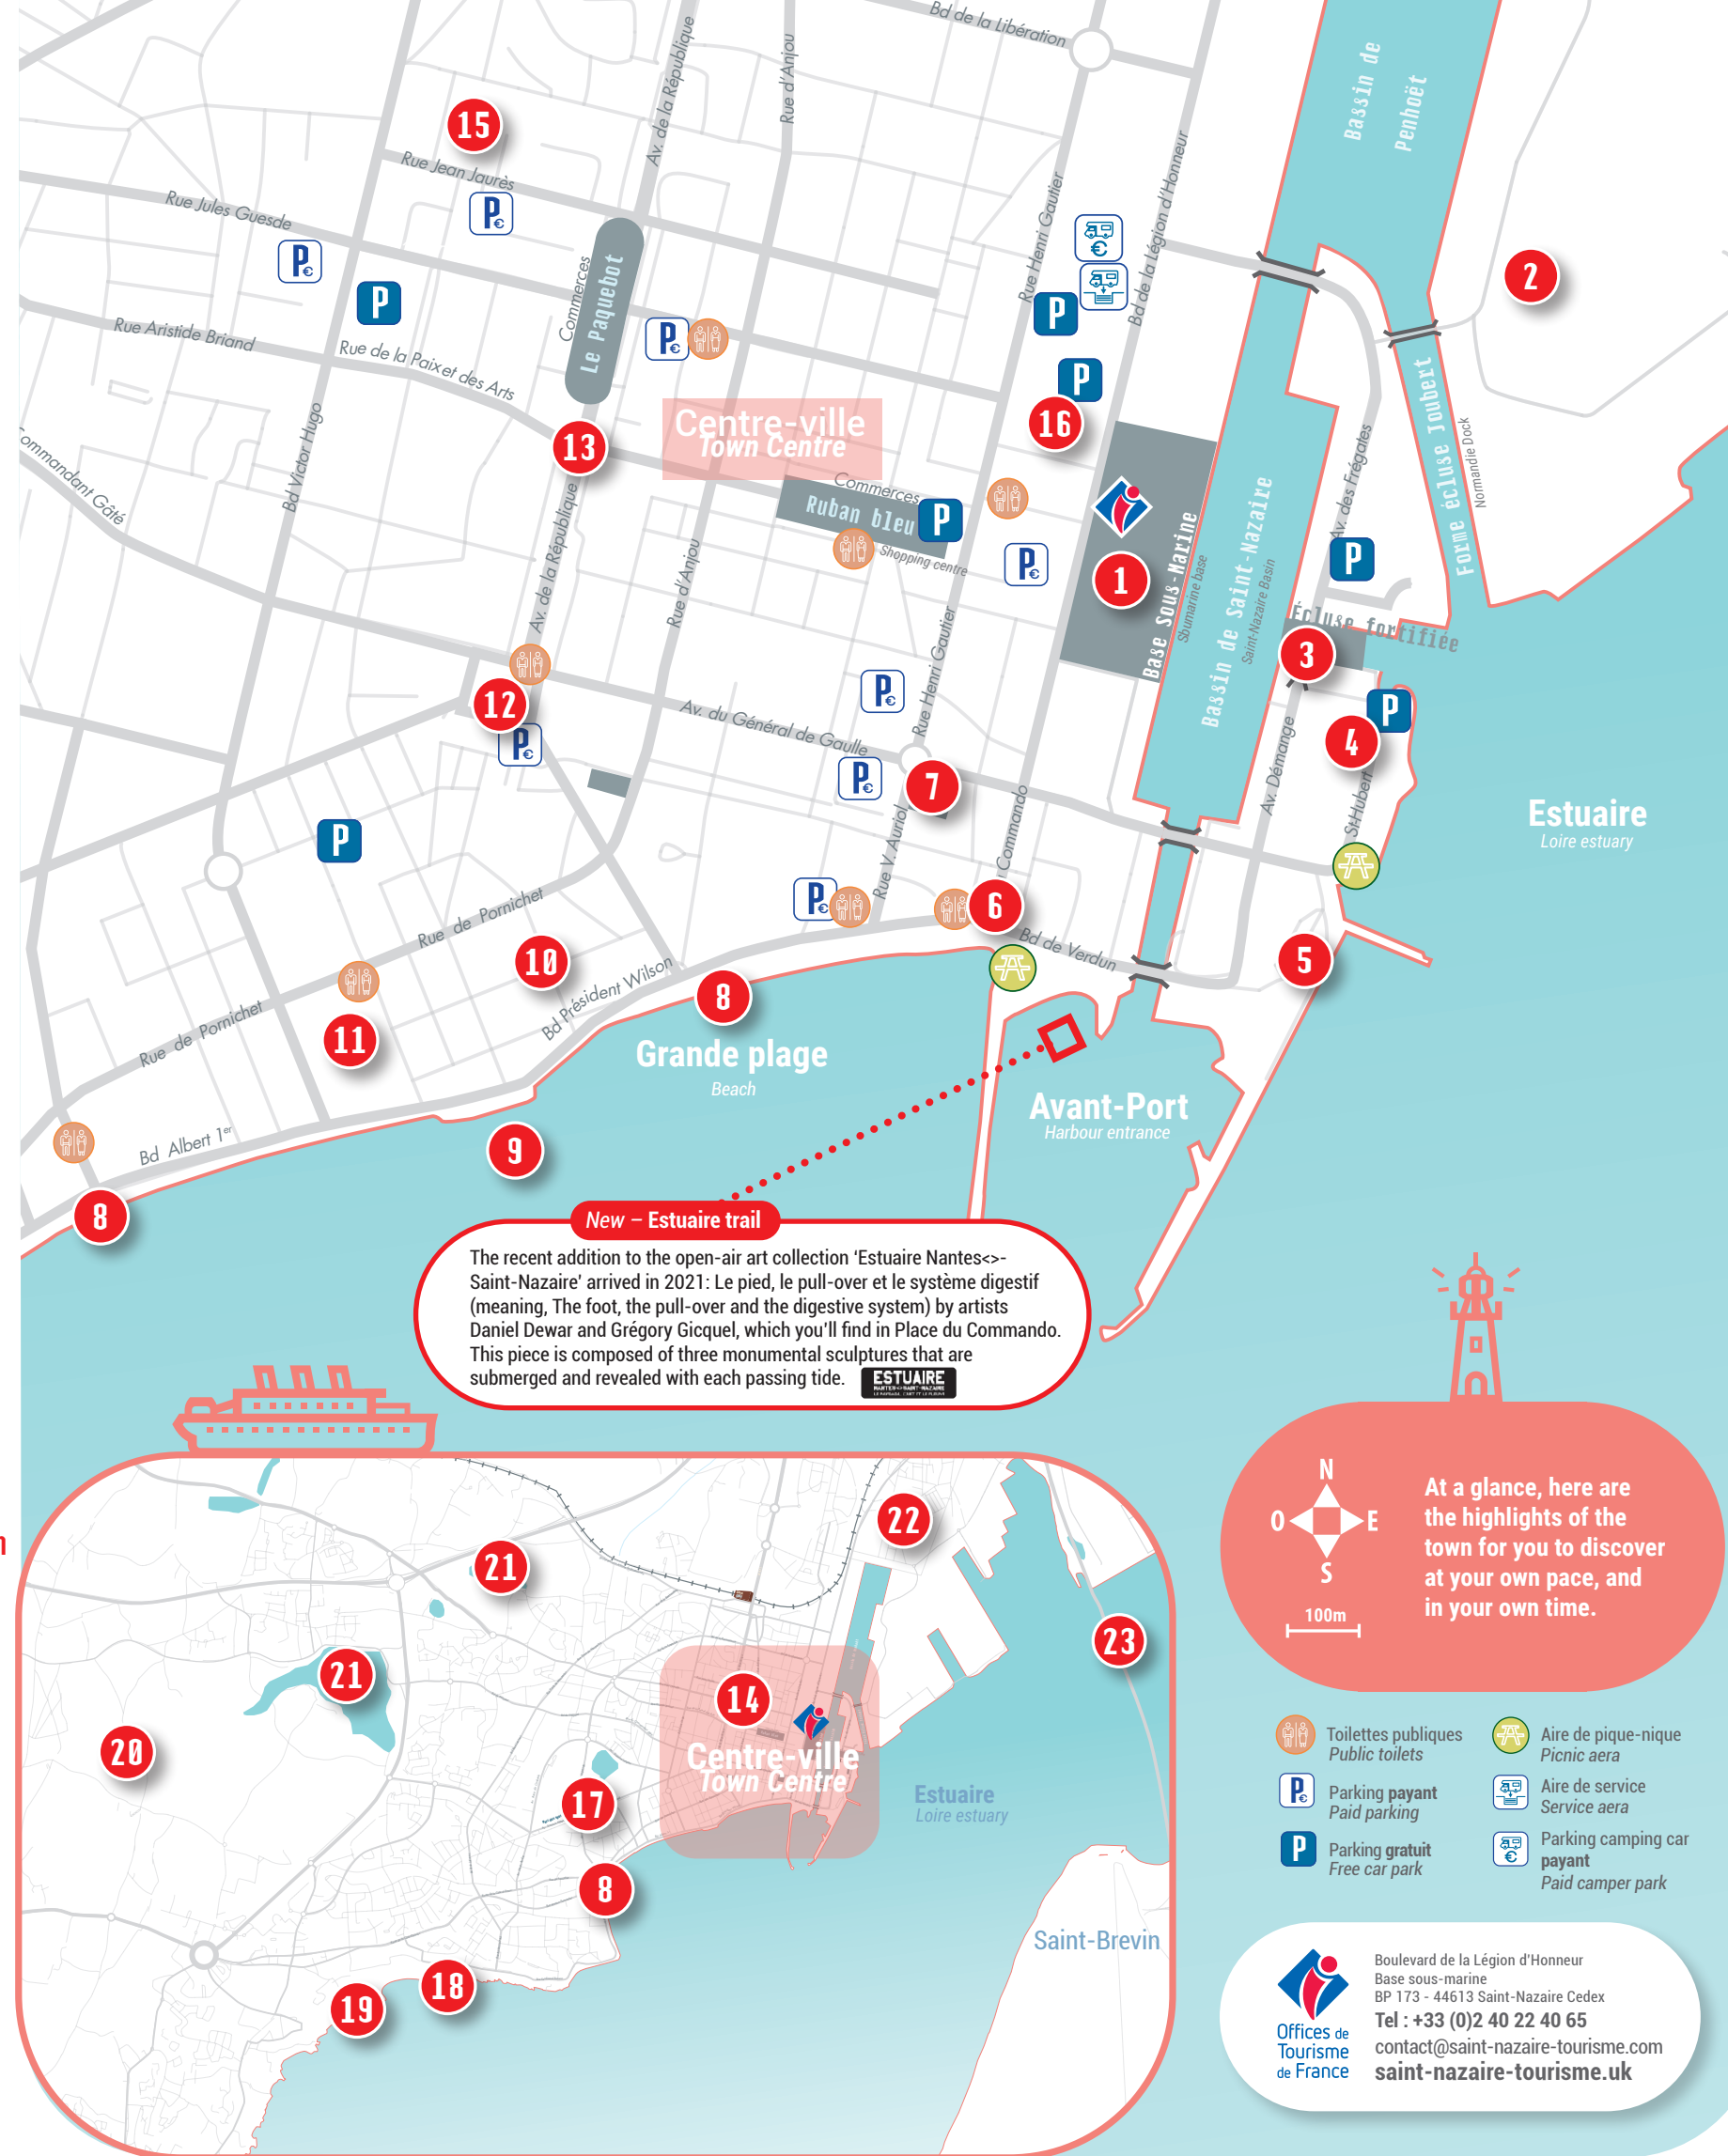 Bd de la Libération
Bassin de
Penhoët
Av. de la République
Rue d'Anjou
15
Rue Jean Jaurès
Rue Jules Guesde
P€
P€
P
Rue Aristide Briand
Rue de la Paix et des Arts
Commerces
Le Paquebot
P€
Rue Henri Gautier
Bd de la Légion d'Honneur
€
P
P
2
16
13
Centre-ville
Town Centre
Commerces
Ruban bleu
P
Shopping centre
P€
1
Base Sous-Marine
Sbumarine base
Bassin de Saint-Nazaire
Saint-Nazaire Basin
Av. des Frégates
Forme écluse Joubert
Normandie Dock
P
Écluse fortifiée
3
P
4
ommandant Gâté
Bd Victor Hugo
Av. de la République
Rue d'Anjou
12
P€
P€
Av. du Général de Gaulle
Rue Henri Gautier
P€
7
Av. Démange
St-Hubert
Estuaire
Loire estuary
P
Rue V. Auriol
Commando
P€
6
Bd de Verdun
5
Rue de Pornichet
10
Bd Président Wilson
8
11
Rue de Pornichet
Grande plage
Beach
Avant-Port
Harbour entrance
Bd Albert 1er
9
8
New – Estuaire trail
The recent addition to the open-air art collection ‘Estuaire Nantes<>-
Saint-Nazaire’ arrived in 2021: Le pied, le pull-over et le système digestif
(meaning, The foot, the pull-over and the digestive system) by artists
Daniel Dewar and Grégory Gicquel, which you’ll find in Place du Commando.
This piece is composed of three monumental sculptures that are
submerged and revealed with each passing tide.
ESTUAIRE
NANTES<>SAINT-NAZAIRE
n
22
21
23
21
14
20
Centre-ville
Town Centre
17
Estuaire
Loire estuary
8
Saint-Brevin
18
19
N
O E
S
100m
At a glance, here are
the highlights of the
town for you to discover
at your own pace, and
in your own time.
Toilettes publiques
Public toilets
P€
Parking payant
Paid parking
P
Parking gratuit
Free car park
Aire de pique-nique
Picnic aera
Aire de service
Service aera
€
Parking camping car
payant
Paid camper park
Offices de
Tourisme
de France
Boulevard de la Légion d'Honneur
Base sous-marine
BP 173 - 44613 Saint-Nazaire Cedex
Tel : +33 (0)2 40 22 40 65
contact@saint-nazaire-tourisme.com
saint-nazaire-tourisme.uk